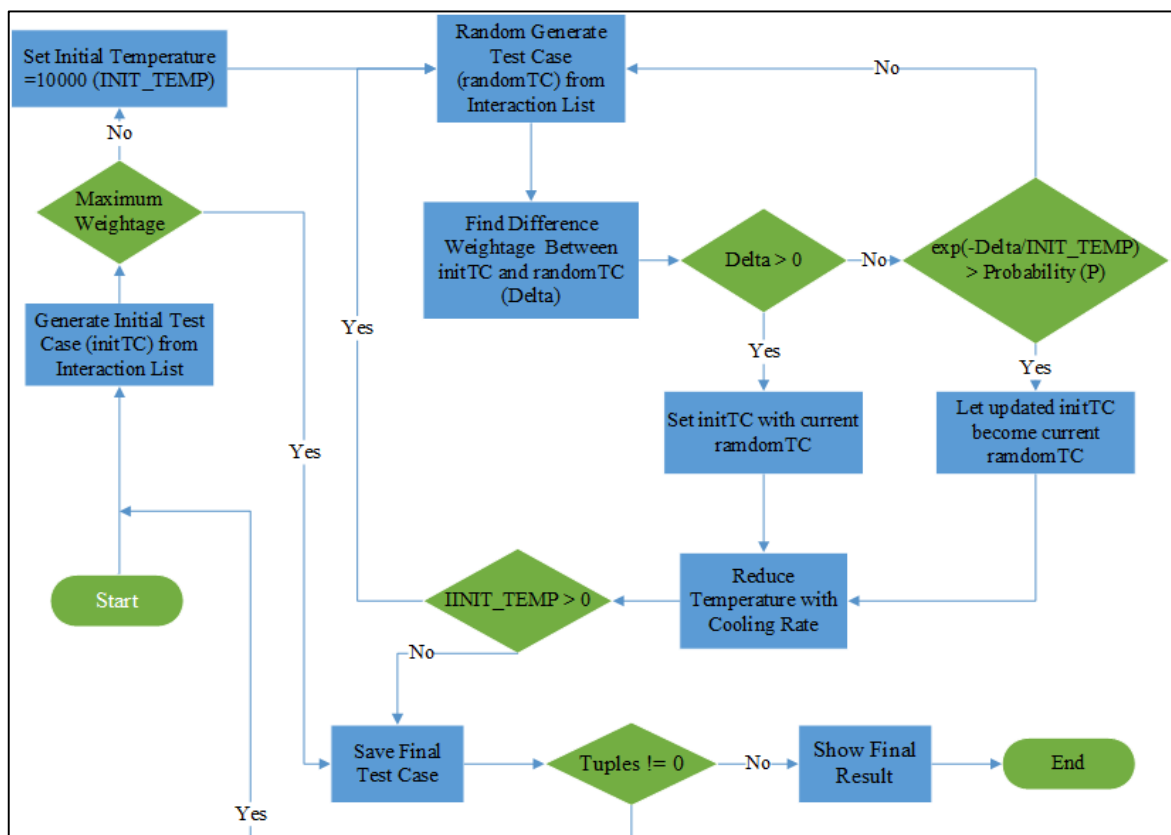 Set Initial Temperature
=10000 (INIT_TEMP)
No
Maximum
Weightage
Generate Initial Test
Case (initTC) from
Interaction List
Start
Yes
Yes
Random Generate
Test Case
(randomTC) from
Interaction List
Find Difference
Weightage Between
initTC and randomTC
(Delta)
Delta > 0
No
exp(-Delta/INIT_TEMP)
> Probability (P)
No
Yes
Set initTC with current
ramdomTC
Yes
Let updated initTC
become current
ramdomTC
Reduce
Temperature with
Cooling Rate
IINIT_TEMP > 0
Yes
No
Save Final
Test Case
Tuples != 0
No
Show Final
Result
End